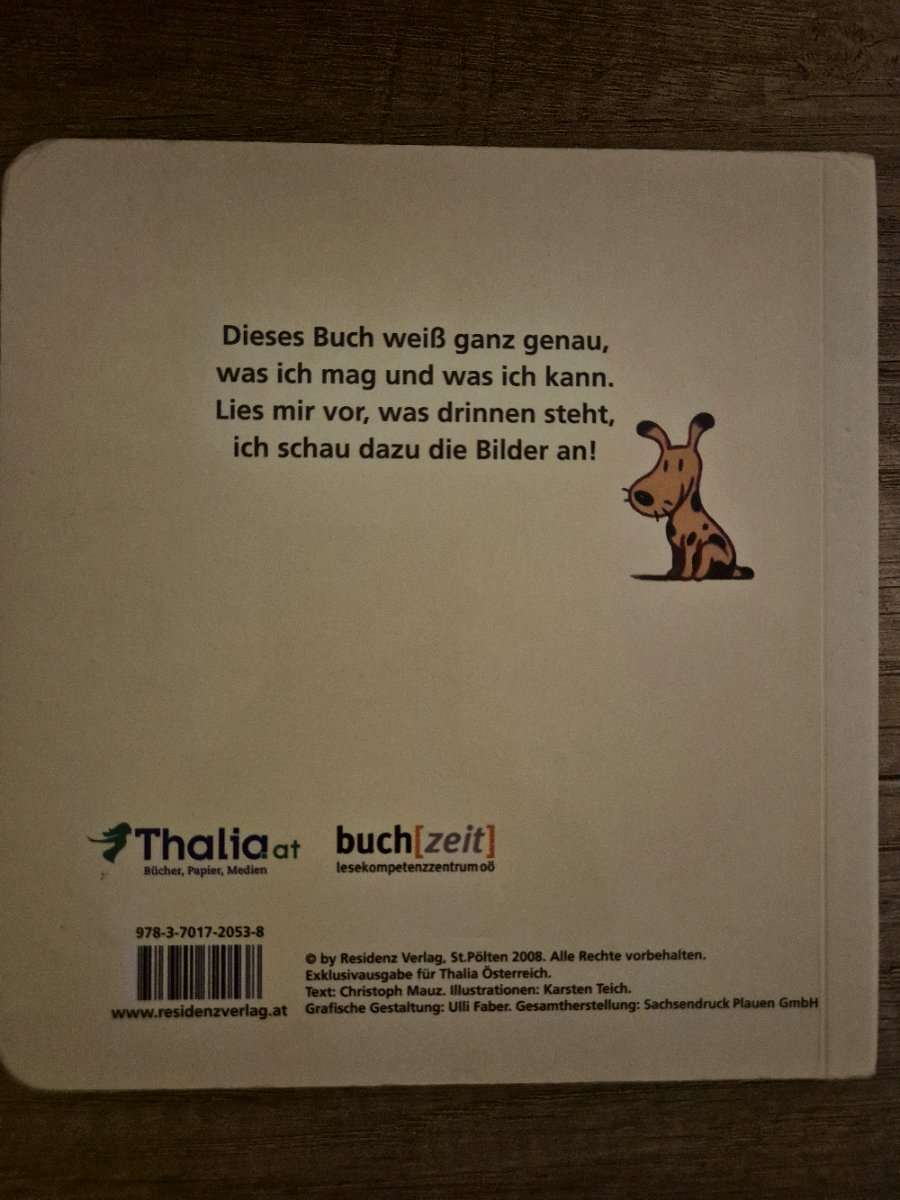 Dieses Buch weiß ganz genau,
was ich mag und was ich kann.
Lies mir vor, was drinnen steht,
ich schau dazu die Bilder an!
Thalia.at
Bücher, Papier, Medien
buch[zeit]
lesekompetenzzentrum oö
978-3-7017-2053-8
www.residenzverlag.at
© by Residenz Verlag, St.Pölten 2008. Alle Rechte vorbehalten.
Exklusivausgabe für Thalia Österreich.
Text: Christoph Mauz. Illustrationen: Karsten Teich.
Grafische Gestaltung: Ulli Faber. Gesamtherstellung: Sachsendruck Plauen GmbH